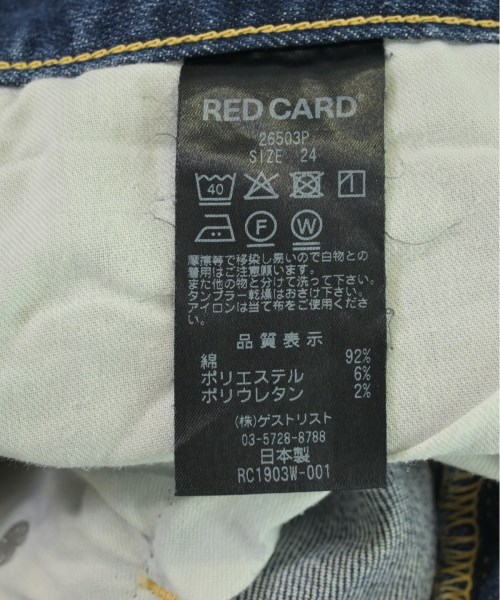 RED CARD®
26503P
SIZE 24
40
F W
摩擦等で移染し易いので白物との
着用はご注意願います。
また他の物と分けて洗って下さい。
タンブラー乾燥はおさけ下さい。
アイロンは当て布をご使用くださ
い。
品質表示
綿 92%
ポリエステル 6%
ポリウレタン 2%
(株)ゲストリスト
03-5728-8788
日本製
RC1903W-001